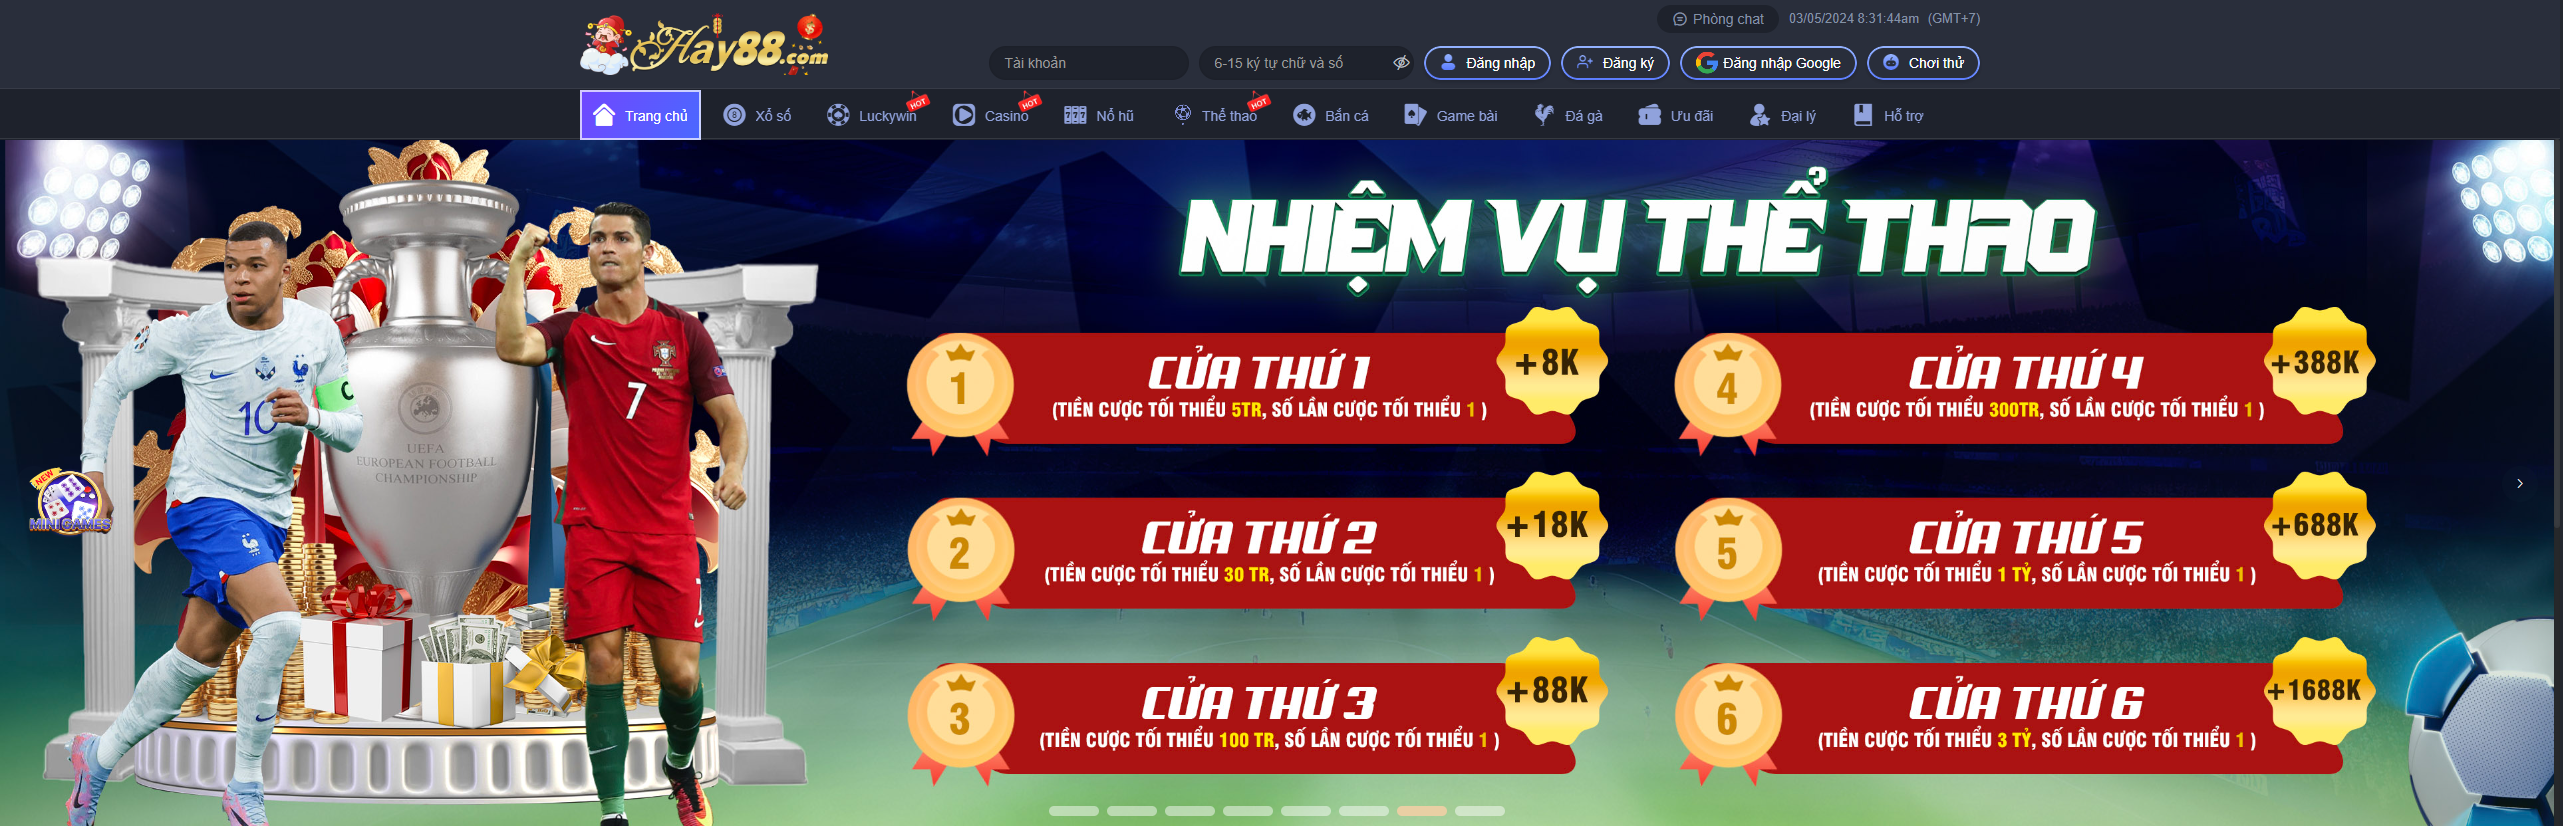 Hay88.com
Phòng chat
03/05/2024 8:31:44am (GMT+7)
Tài khoản
6-15 ký tự chữ và số
Đăng nhập
Đăng ký
Đăng nhập Google
Chơi thử
Trang chủ
Xổ số
Luckywin
HOT
Casino
HOT
Nổ hũ
Thể thao
HOT
Bắn cá
Game bài
Đá gà
Ưu đãi
Đại lý
Hỗ trợ
NHIỆM VỤ THỂ THAO
1
CỬA THỨ 1
(TIỀN CƯỢC TỐI THIỂU 5TR, SỐ LẦN CƯỢC TỐI THIỂU 1 )
+8K
2
CỬA THỨ 2
(TIỀN CƯỢC TỐI THIỂU 30 TR, SỐ LẦN CƯỢC TỐI THIỂU 1 )
+18K
3
CỬA THỨ 3
(TIỀN CƯỢC TỐI THIỂU 100 TR, SỐ LẦN CƯỢC TỐI THIỂU 1 )
+88K
4
CỬA THỨ 4
(TIỀN CƯỢC TỐI THIỂU 300TR, SỐ LẦN CƯỢC TỐI THIỂU 1 )
+388K
5
CỬA THỨ 5
(TIỀN CƯỢC TỐI THIỂU 1 TỶ, SỐ LẦN CƯỢC TỐI THIỂU 1 )
+688K
6
CỬA THỨ 6
(TIỀN CƯỢC TỐI THIỂU 3 TỶ, SỐ LẦN CƯỢC TỐI THIỂU 1 )
+1688K
10
C
7
UEFA
EUROPEAN FOOTBALL
CHAMPIONSHIP
NEW
MINI GAMES